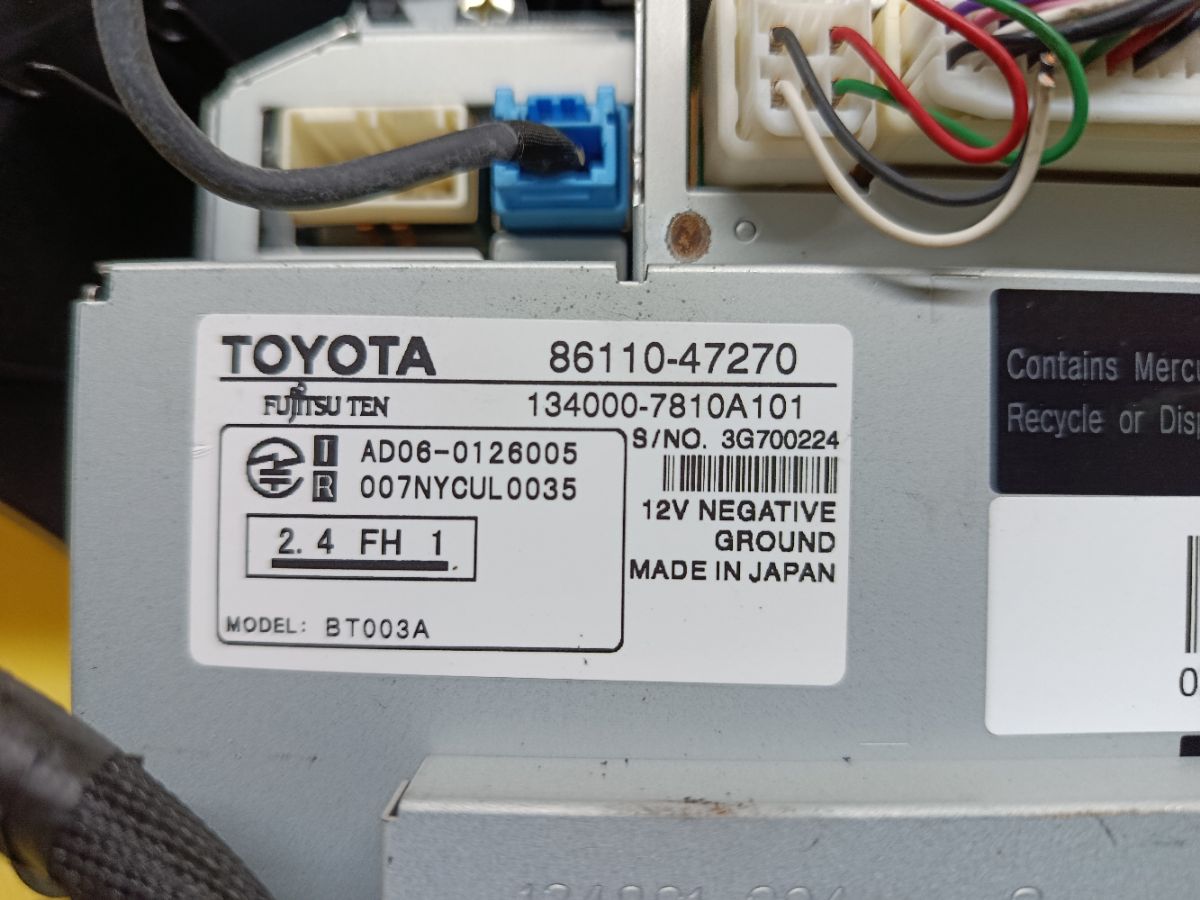 TOYOTA 86110-47270
FUJITSU TEN 134000-7810A101
S/NO. 3G700224
I AD06-0126005
R 007NYCUL0035
12V NEGATIVE
GROUND
MADE IN JAPAN
2.4 FH 1
MODEL: BT003A
Contains Mercu
Recycle or Disp
0